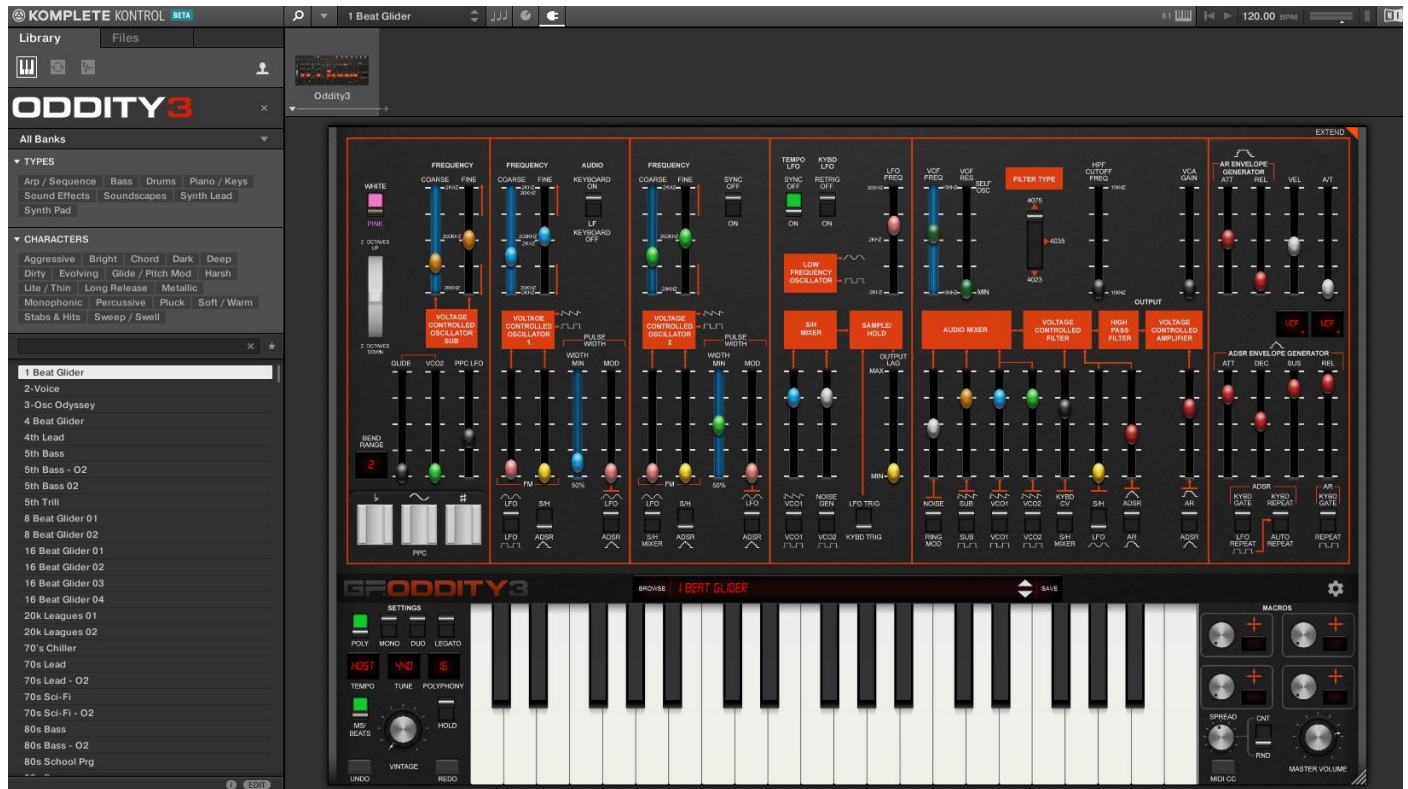 KOMPLETE KONTROL BETA
1 Beat Glider
61
120.00 BPM
Library Files
ODDITY3
Oddity3
All Banks
TYPES
Arp / Sequence Bass Drums Piano / Keys
Sound Effects Soundscapes Synth Lead
Synth Pad
CHARACTERS
Aggressive Bright Chord Dark Deep
Dirty Evolving Glide / Pitch Mod Harsh
Lite / Thin Long Release Metallic
Monophonic Percussive Pluck Soft / Warm
Stabs & Hits Sweep / Swell
1 Beat Glider
2-Voice
3-Osc Odyssey
4 Beat Glider
4th Lead
5th Bass
5th Bass - O2
5th Bass 02
5th Trill
8 Beat Glider 01
8 Beat Glider 02
16 Beat Glider 01
16 Beat Glider 02
16 Beat Glider 03
16 Beat Glider 04
20k Leagues 01
20k Leagues 02
70's Chiller
70s Lead
70s Lead - O2
70s Sci-Fi
70s Sci-Fi - O2
80s Bass
80s Bass - O2
80s School Prg
EDIT
EXTEND
WHITE
PINK
2 OCTAVES
UP
2 OCTAVES
DOWN
FREQUENCY
COARSE FINE
VOLTAGE
CONTROLLED
OSCILLATOR
SUB
GLIDE VCO2 PPC LFO
BEND
RANGE
2
PPC
FREQUENCY
COARSE FINE
AUDIO
KEYBOARD
ON
LF
KEYBOARD
OFF
VOLTAGE
CONTROLLED
OSCILLATOR
1
PULSE
WIDTH
WIDTH
MIN MOD
FM 50%
LFO S/H LFO
LFO ADSR ADSR
FREQUENCY
COARSE FINE
SYNC
OFF
ON
VOLTAGE
CONTROLLED
OSCILLATOR
2
PULSE
WIDTH
WIDTH
MIN MOD
FM 50%
LFO S/H LFO
S/H
MIXER ADSR ADSR
TEMPO
LFO
KYBD
LFO
SYNC
OFF
RETRIG
OFF
ON ON
LFO
FREQ
LOW
FREQUENCY
OSCILLATOR
S/H
MIXER
SAMPLE/
HOLD
OUTPUT
LAG
MAX
MIN
VCO1 NOISE
GEN LFO TRIG
VCO1 VCO2 KYBD TRIG
VCF
FREQ
VCF
RES
SELF
OSC
MIN
FILTER TYPE
4075
4035
4023
HPF
CUTOFF
FREQ
VCA
GAIN
OUTPUT
AUDIO MIXER
VOLTAGE
CONTROLLED
FILTER
HIGH
PASS
FILTER
VOLTAGE
CONTROLLED
AMPLIFIER
NOISE SUB VCO1 VCO2 KYBD
CV S/H ADSR AR
RING
MOD SUB VCO1 VCO2 S/H
MIXER LFO AR ADSR
AR ENVELOPE
GENERATOR
ATT REL VEL A/T
VCF VCF
ADSR ENVELOPE GENERATOR
ATT DEC SUS REL
ADSR AR
KYBD
GATE
KYBD
REPEAT
KYBD
GATE
LFO
REPEAT
AUTO
REPEAT
REPEAT
GFODDITY3
BROWSE 1 BEAT GLIDER SAVE
SETTINGS
POLY MONO DUO LEGATO
HOST 440 16
TEMPO TUNE POLYPHONY
MS/
BEATS
HOLD
VINTAGE
UNDO REDO
MACROS
SPREAD CNT
RND
MIDI CC
MASTER VOLUME